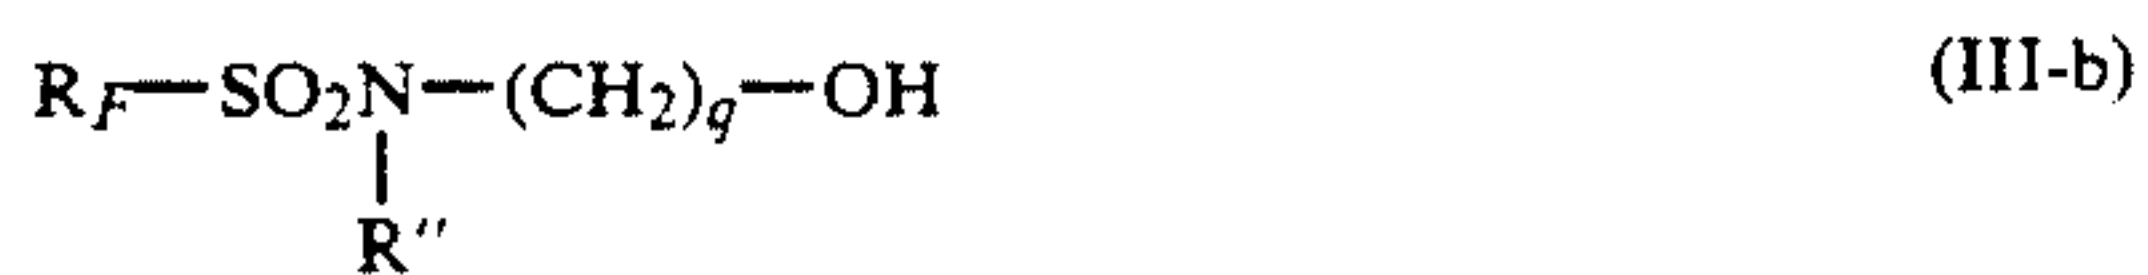 R_F—SO₂N—(CH₂)_q—OH (III-b)
|
R″